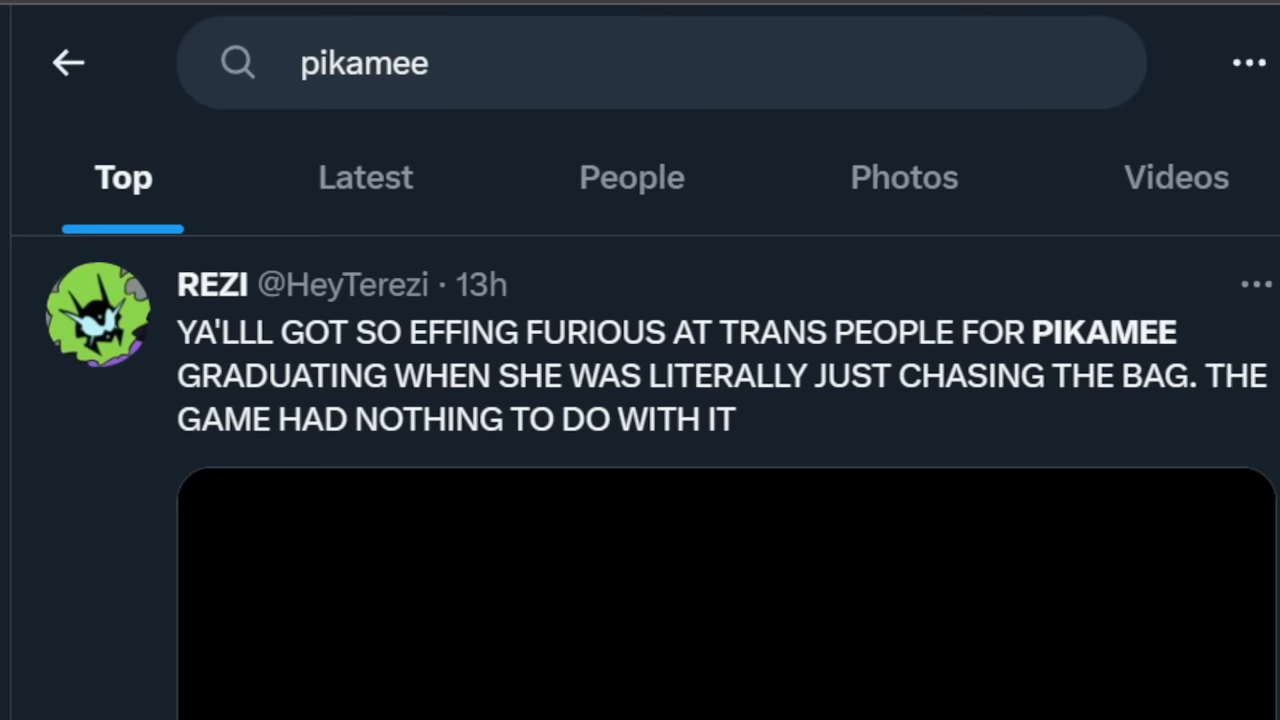 pikamee
Top Latest People Photos Videos
REZI @HeyTerezi · 13h
YA'LLL GOT SO EFFING FURIOUS AT TRANS PEOPLE FOR PIKAMEE
GRADUATING WHEN SHE WAS LITERALLY JUST CHASING THE BAG. THE
GAME HAD NOTHING TO DO WITH IT